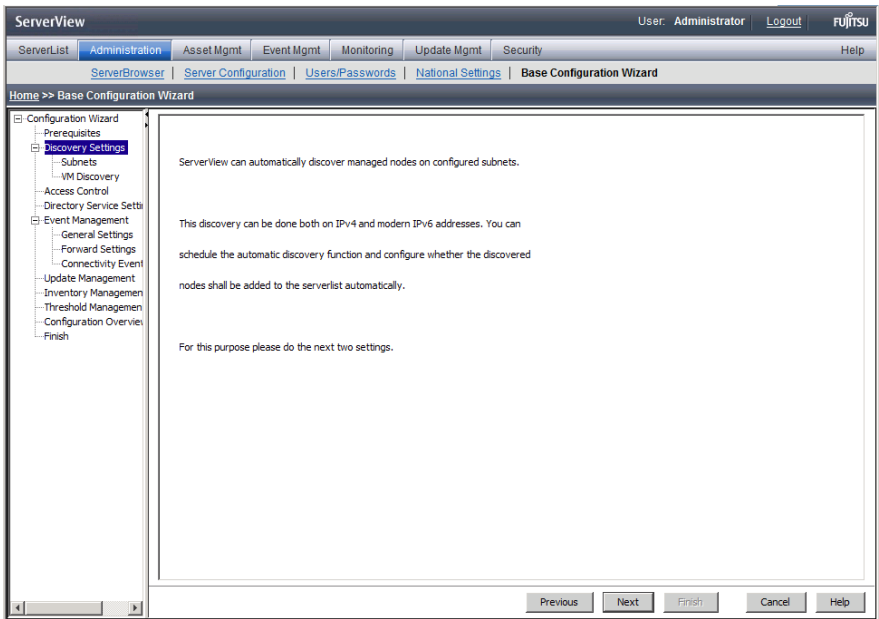 ServerView
User: Administrator Logout FUJITSU
ServerList Administration Asset Mgmt Event Mgmt Monitoring Update Mgmt Security Help
ServerBrowser | Server Configuration | Users/Passwords | National Settings | Base Configuration Wizard
Home >> Base Configuration Wizard
Configuration Wizard
Prerequisites
Discovery Settings
Subnets
VM Discovery
Access Control
Directory Service Settin
Event Management
General Settings
Forward Settings
Connectivity Event
Update Management
Inventory Managemen
Threshold Managemen
Configuration Overview
Finish
ServerView can automatically discover managed nodes on configured subnets.
This discovery can be done both on IPv4 and modern IPv6 addresses. You can
schedule the automatic discovery function and configure whether the discovered
nodes shall be added to the serverlist automatically.
For this purpose please do the next two settings.
Previous Next Finish Cancel Help